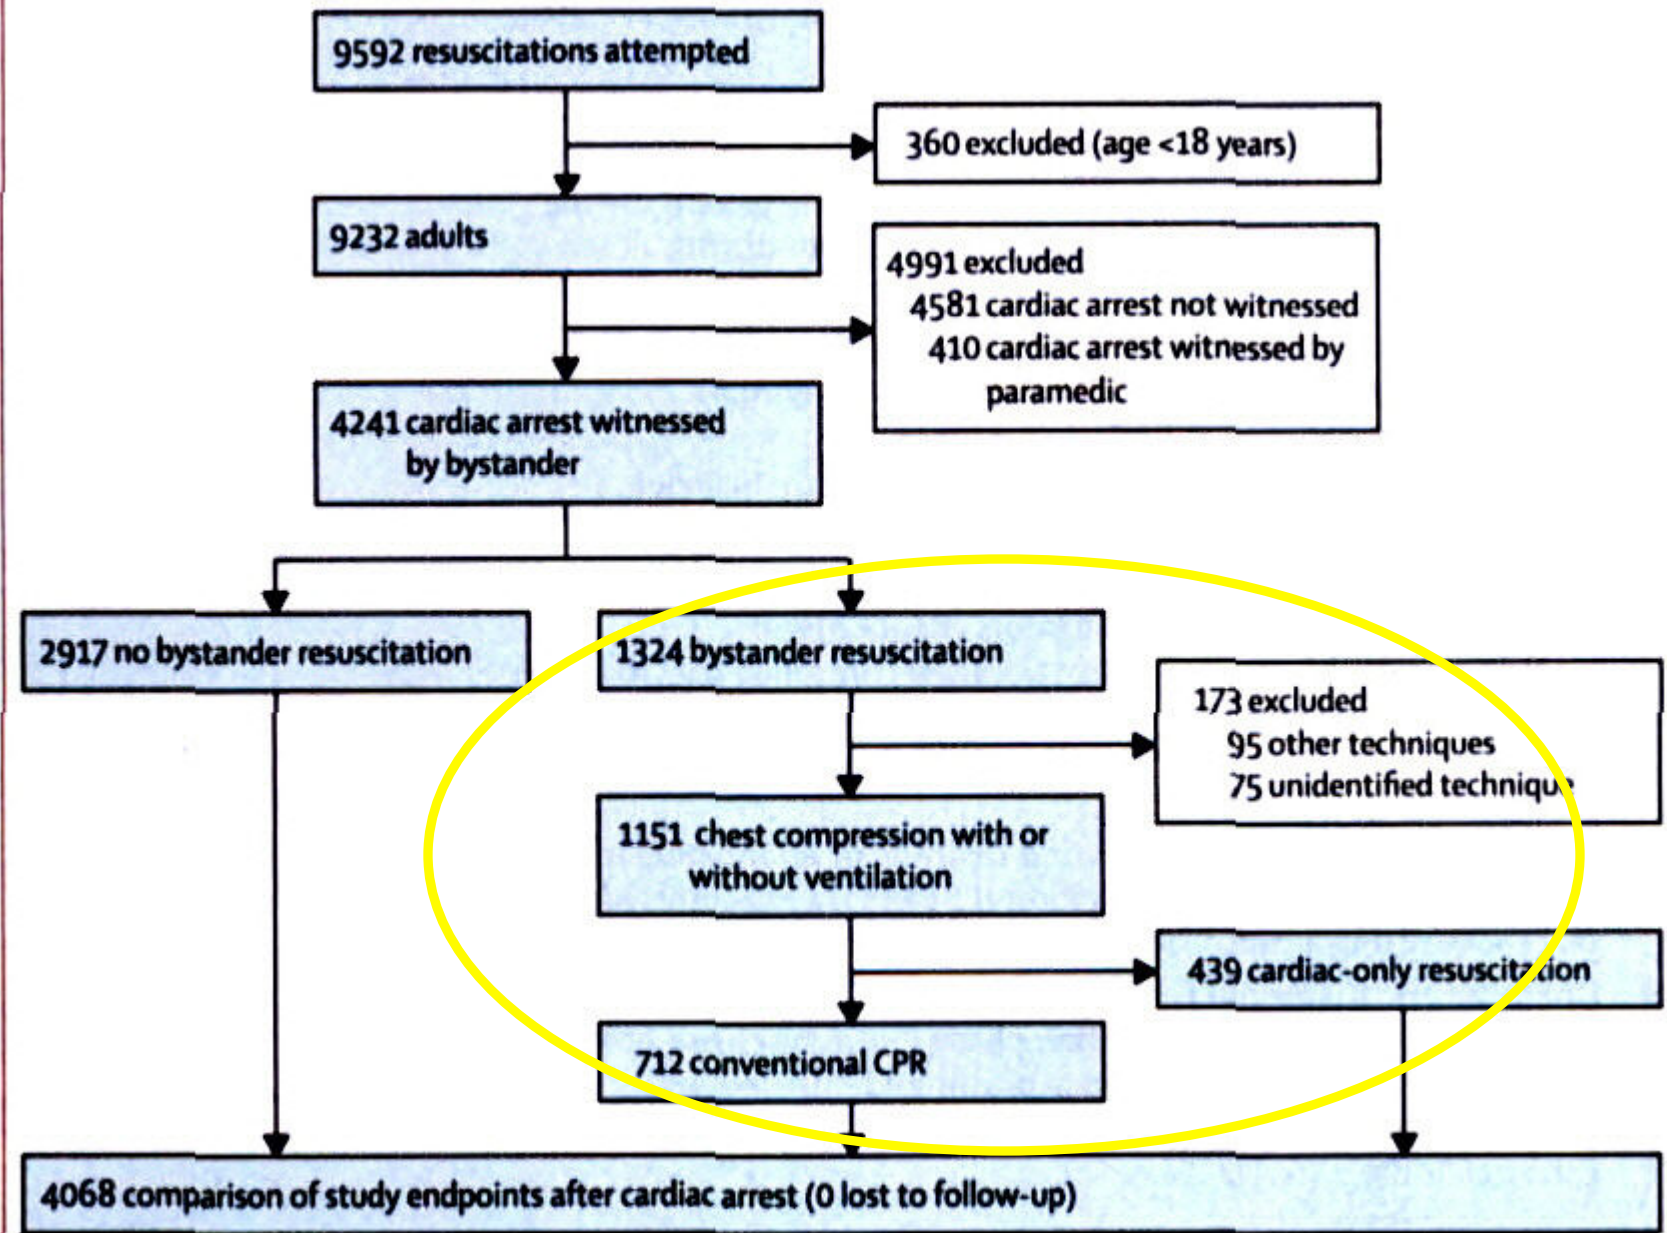 9592 resuscitations attempted
360 excluded (age <18 years)
9232 adults
4991 excluded
4581 cardiac arrest not witnessed
410 cardiac arrest witnessed by
paramedic
4241 cardiac arrest witnessed
by bystander
2917 no bystander resuscitation
1324 bystander resuscitation
173 excluded
95 other techniques
75 unidentified technique
1151 chest compression with or
without ventilation
439 cardiac-only resuscitation
712 conventional CPR
4068 comparison of study endpoints after cardiac arrest (0 lost to follow-up)